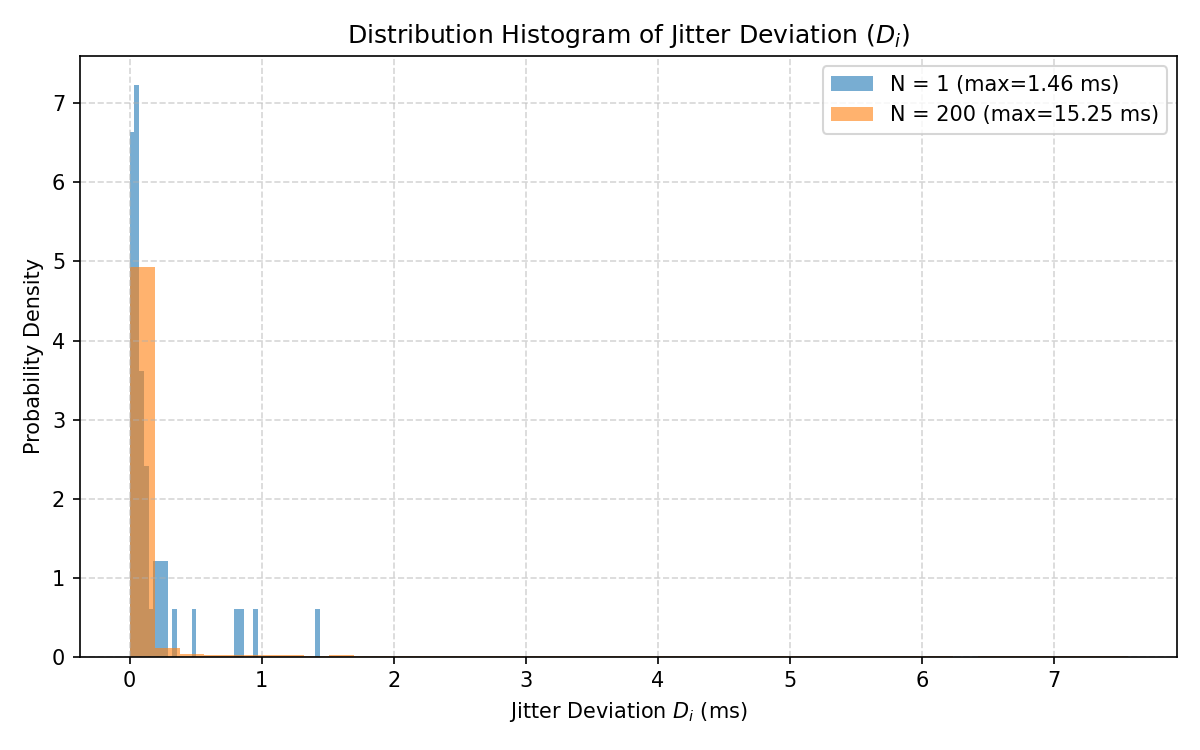 Distribution Histogram of Jitter Deviation (Dᵢ)
N = 1 (max=1.46 ms)
N = 200 (max=15.25 ms)
Probability Density
7
6
5
4
3
2
1
0
0 1 2 3 4 5 6 7
Jitter Deviation Dᵢ (ms)